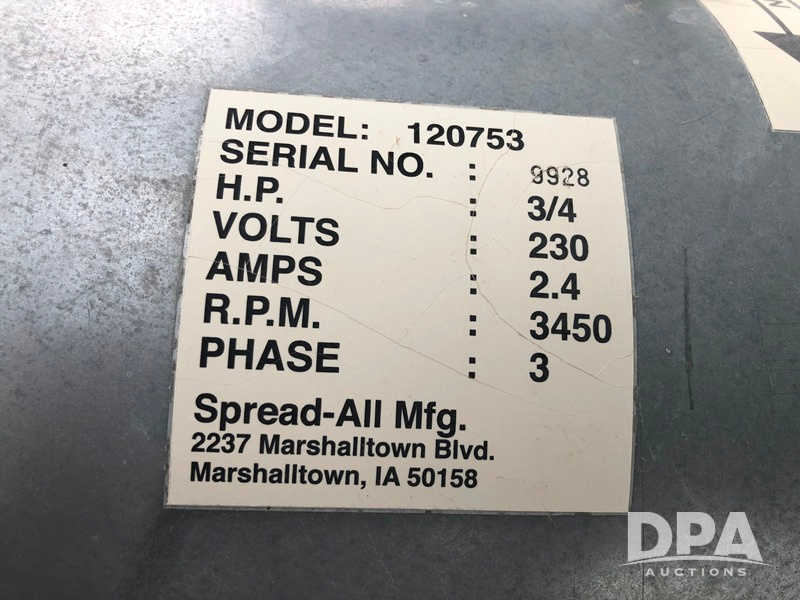 MODEL: 120753
SERIAL NO. : 9928
H.P. : 3/4
VOLTS : 230
AMPS : 2.4
R.P.M. : 3450
PHASE : 3
Spread-All Mfg.
2237 Marshalltown Blvd.
Marshalltown, IA 50158
DPA
AUCTIONS